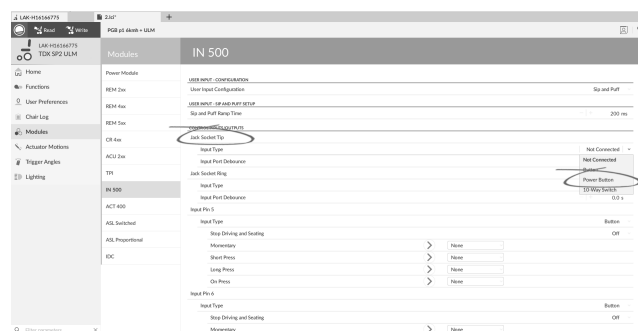 LAK-H16166775
2.lci*
+
Read
Write
PGB p1 6kmh + ULM
LAK-H16166775
TDX SP2 ULM
Home
Functions
User Preferences
Chair Log
Modules
Actuator Motions
Trigger Angles
Lighting
Filter parameters
Modules
Power Module
REM 2xx
REM 4xx
REM 5xx
CR 4xx
ACU 2xx
TPI
IN 500
ACT 400
ASL Switched
ASL Proportional
IDC
IN 500
USER INPUT - CONFIGURATION
User Input Configuration Sip and Puff
USER INPUT - SIP AND PUFF SETUP
Sip and Puff Ramp Time 200 ms
Jack Socket Tip
Input Type Not Connected
Not Connected
Input Port Debounce
Jack Socket Ring
Power Button
Input Type
10-Way Switch
Input Port Debounce 0.0 s
Input Pin 5
Input Type Button
Stop Driving and Seating Off
Momentary None
Short Press None
Long Press None
On Press None
Input Pin 6
Input Type Button
Stop Driving and Seating Off
Momentary None